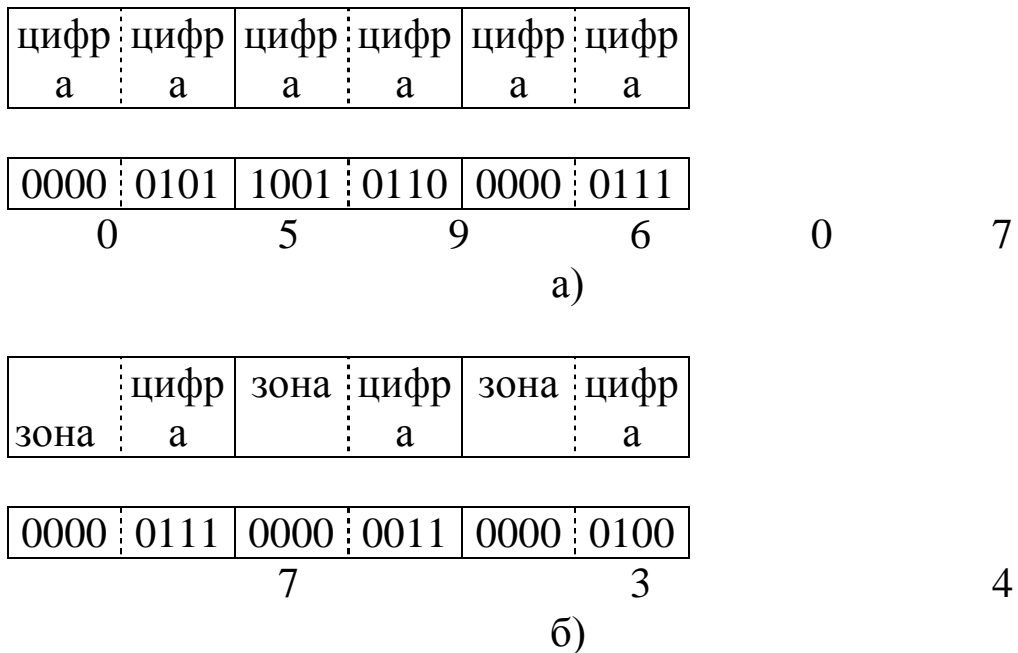 цифр цифр цифр цифр цифр цифр
а а а а а а
0000 0101 1001 0110 0000 0111
0 5 9 6 0 7
а)
цифр зона цифр зона цифр
зона а а а
0000 0111 0000 0011 0000 0100
7 3 4
б)